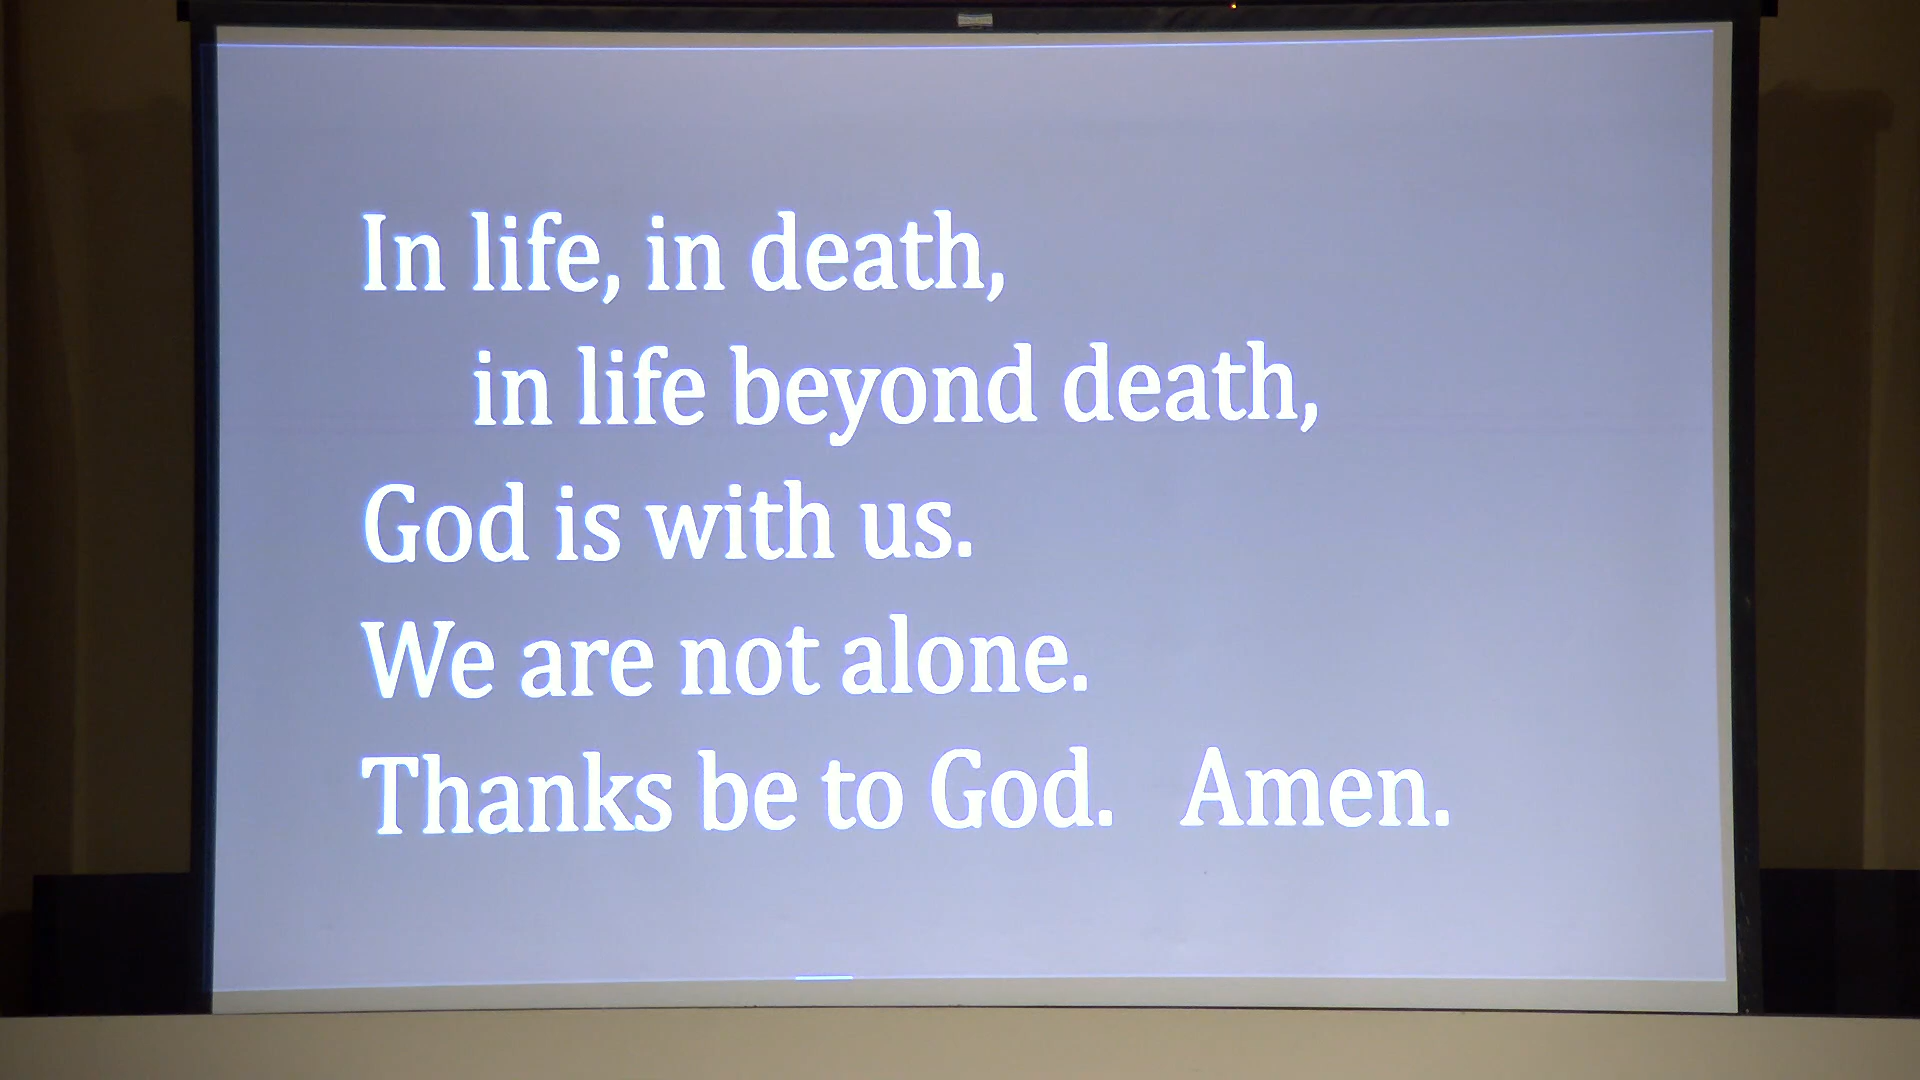 In life, in death,
in life beyond death,
God is with us.
We are not alone.
Thanks be to God. Amen.